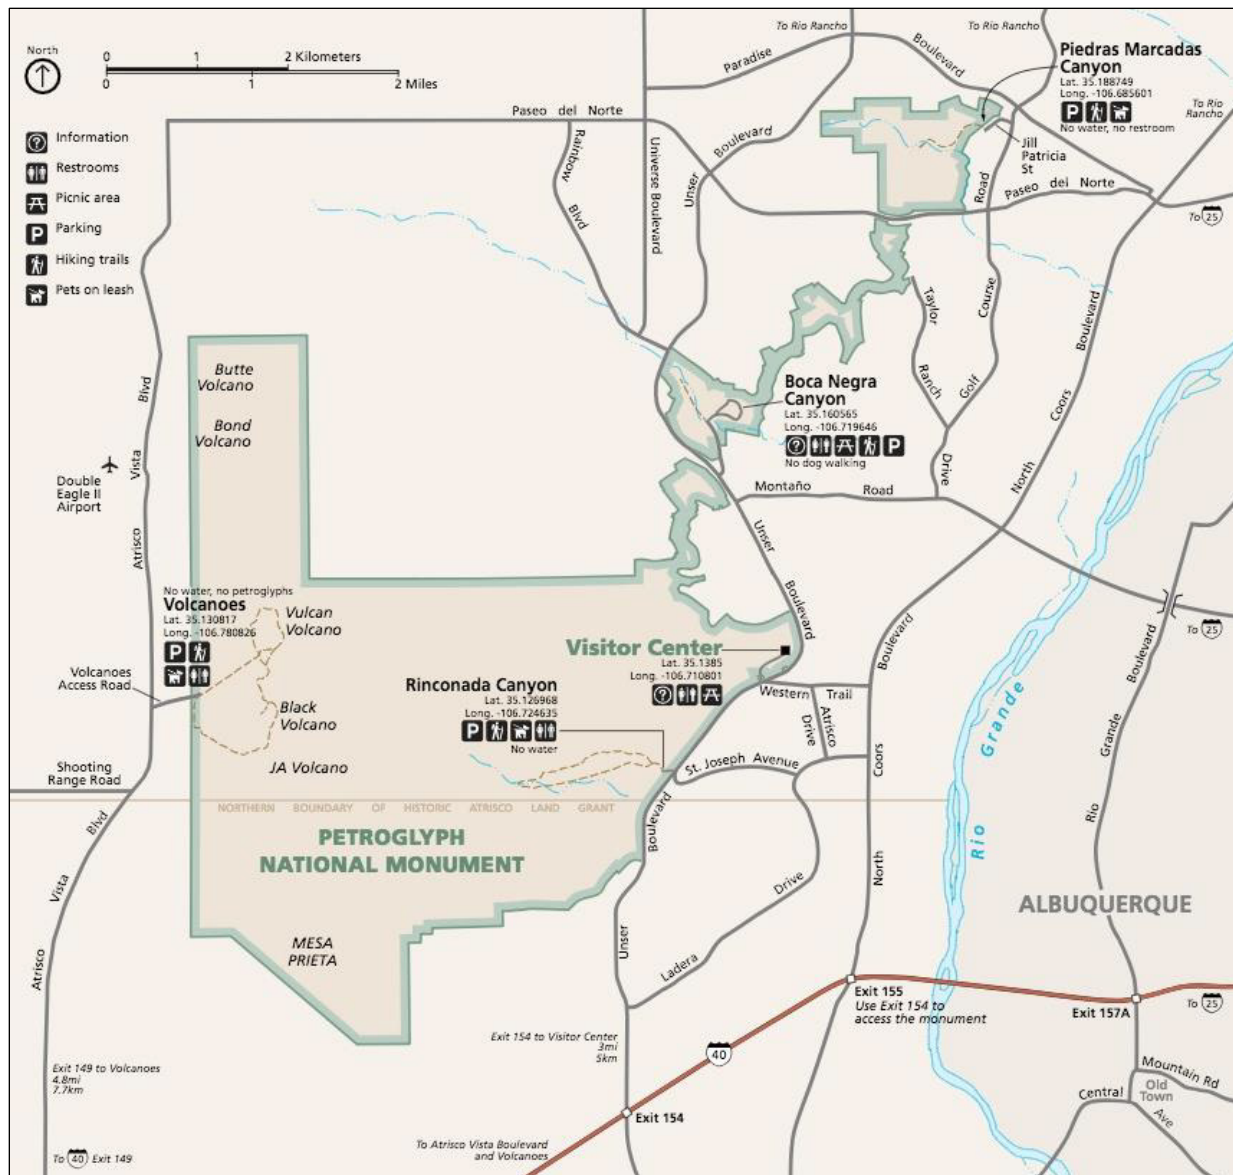 North
0 1 2 Kilometers
0 1 2 Miles
Information
Restrooms
Picnic area
P
Parking
Hiking trails
Pets on leash
To Rio Rancho
To Rio Rancho
To Rio
Rancho
Paradise
Boulevard
Piedras Marcadas
Canyon
Lat. 35.188749
Long. -106.685601
P
No water, no restroom
Jill
Patricia
St
Paseo del Norte
Rainbow
Blvd
Universe Boulevard
Unser
Boulevard
Road
Paseo del Norte
To 25
Taylor
Ranch
Drive
Course
Golf
Boulevard
Coors
North
Butte
Volcano
Bond
Volcano
Boca Negra
Canyon
Lat. 35.160565
Long. -106.719646
? P
No dog walking
Double
Eagle II
Airport
Blvd
Vista
Atrisco
Montaño Road
Unser
Boulevard
No water, no petroglyphs
Volcanoes
Lat. 35.130817
Long. -106.780826
P
Vulcan
Volcano
Volcanoes
Access Road
Black
Volcano
JA Volcano
Visitor Center
Lat. 35.1385
Long. -106.710801
?
Rinconada Canyon
Lat. 35.126968
Long. -106.724635
P
No water
Western Trail
Atrisco
Drive
St. Joseph Avenue
Boulevard
Coors
North
To 25
Boulevard
Grande
Rio
Rio Grande
Shooting
Range Road
NORTHERN BOUNDARY OF HISTORIC ATRISCO LAND GRANT
PETROGLYPH
NATIONAL MONUMENT
Boulevard
Unser
Drive
Ladera
Blvd
Vista
Atrisco
MESA
PRIETA
ALBUQUERQUE
Exit 155
Use Exit 154 to
access the monument
Exit 157A
To 25
Exit 154 to Visitor Center
3mi
5km
40
Exit 149 to Volcanoes
4.8mi
7.7km
Mountain Rd
Old
Town
Central
Ave
Exit 154
To Atrisco Vista Boulevard
and Volcanoes
To 40 Exit 149